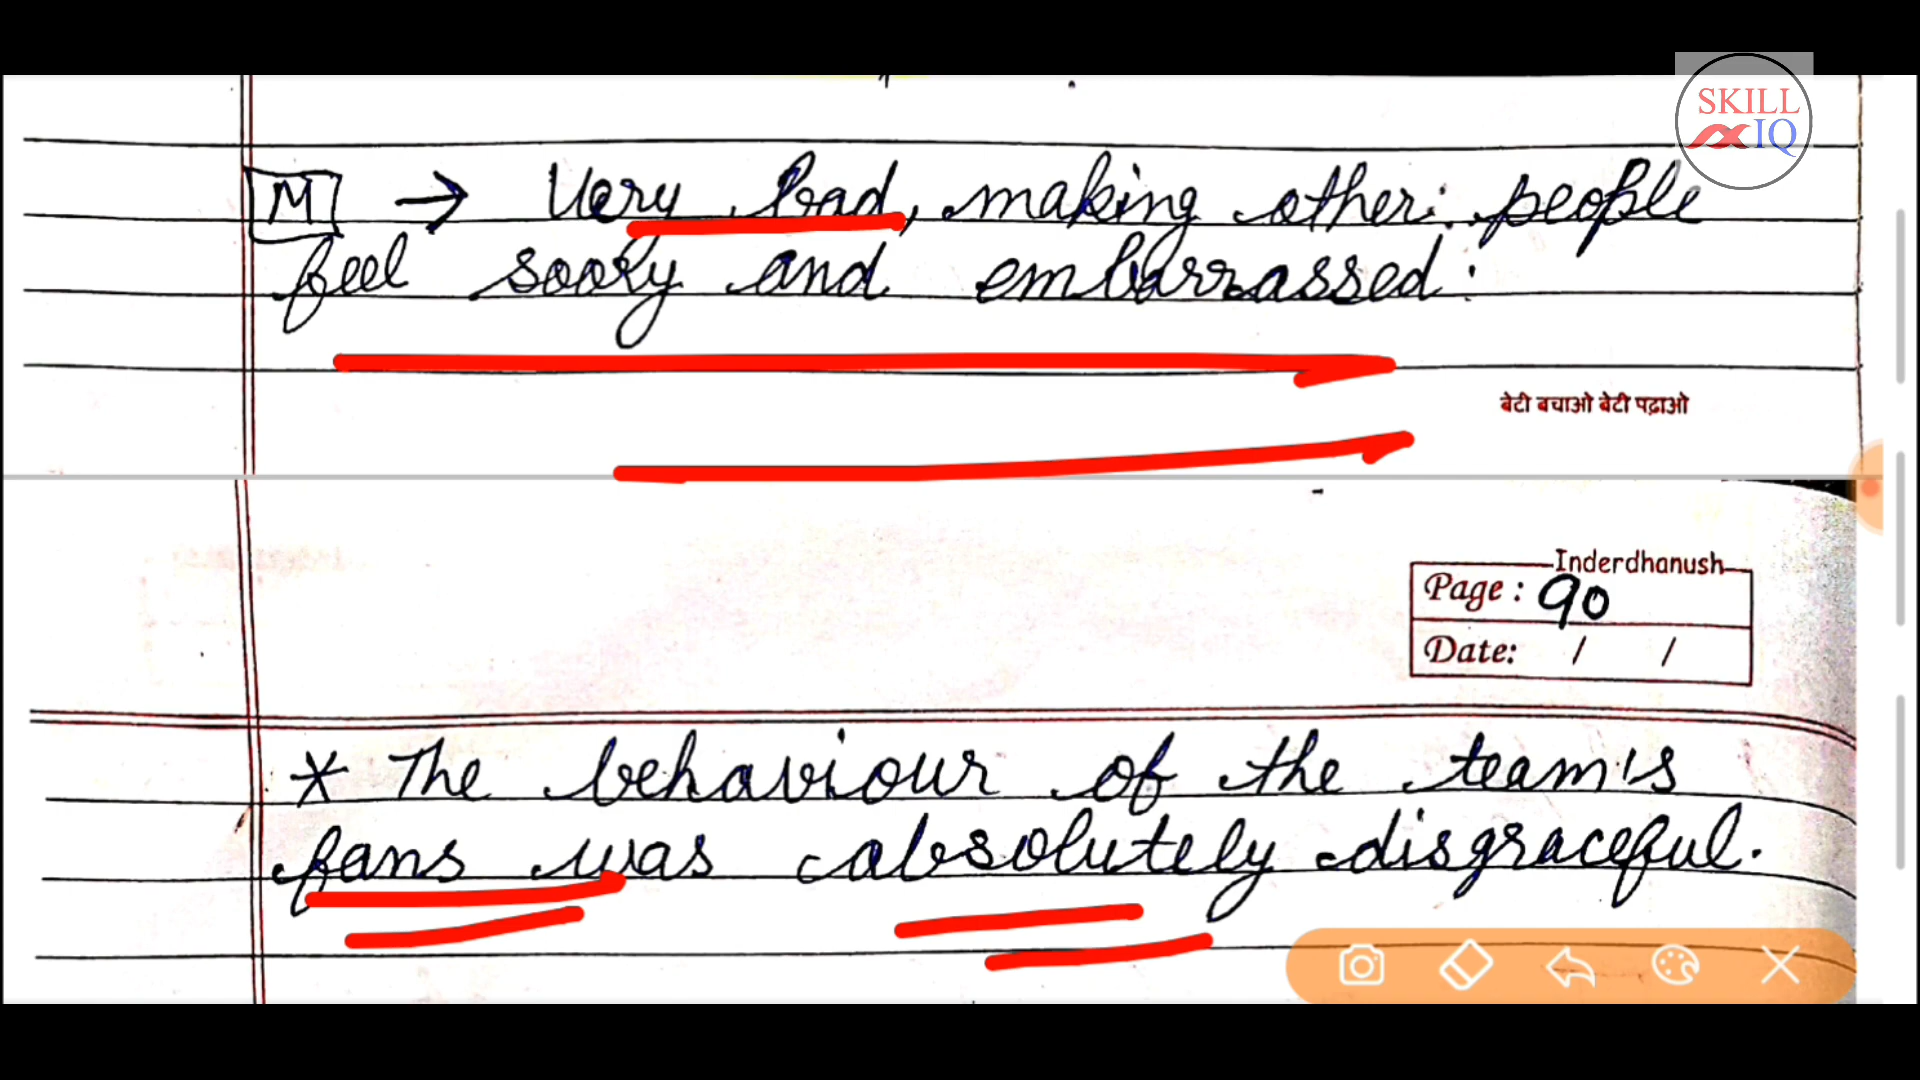 SKILL
IQ
M → Very bad, making other people
feel soory and embarrassed.
बेटी बचाओ बेटी पढ़ाओ
Inderdhanush
Page: 90
Date: / /
* The behaviour of the team's
fans was absolutely disgraceful.